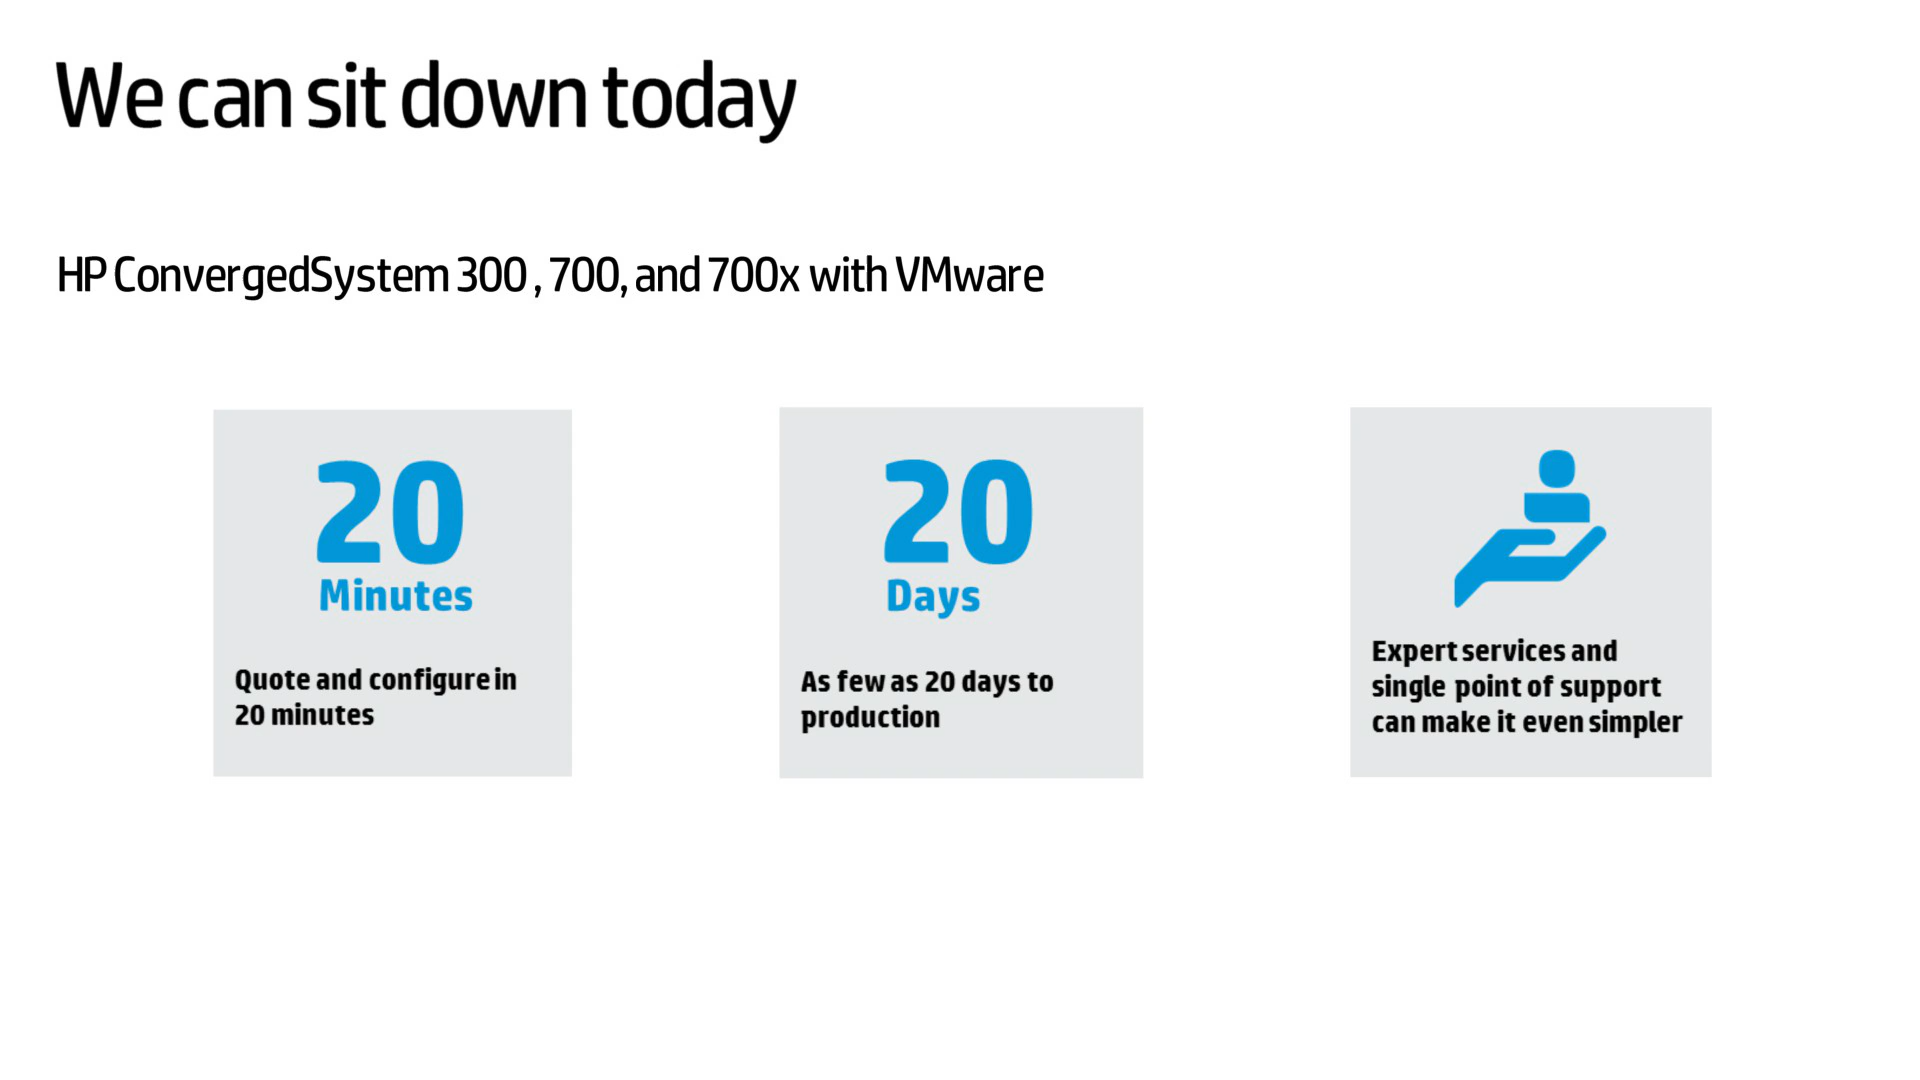 We can sit down today
HP ConvergedSystem 300 , 700, and 700x with VMware
20
Minutes
Quote and configure in
20 minutes
20
Days
As few as 20 days to
production
Expert services and
single point of support
can make it even simpler